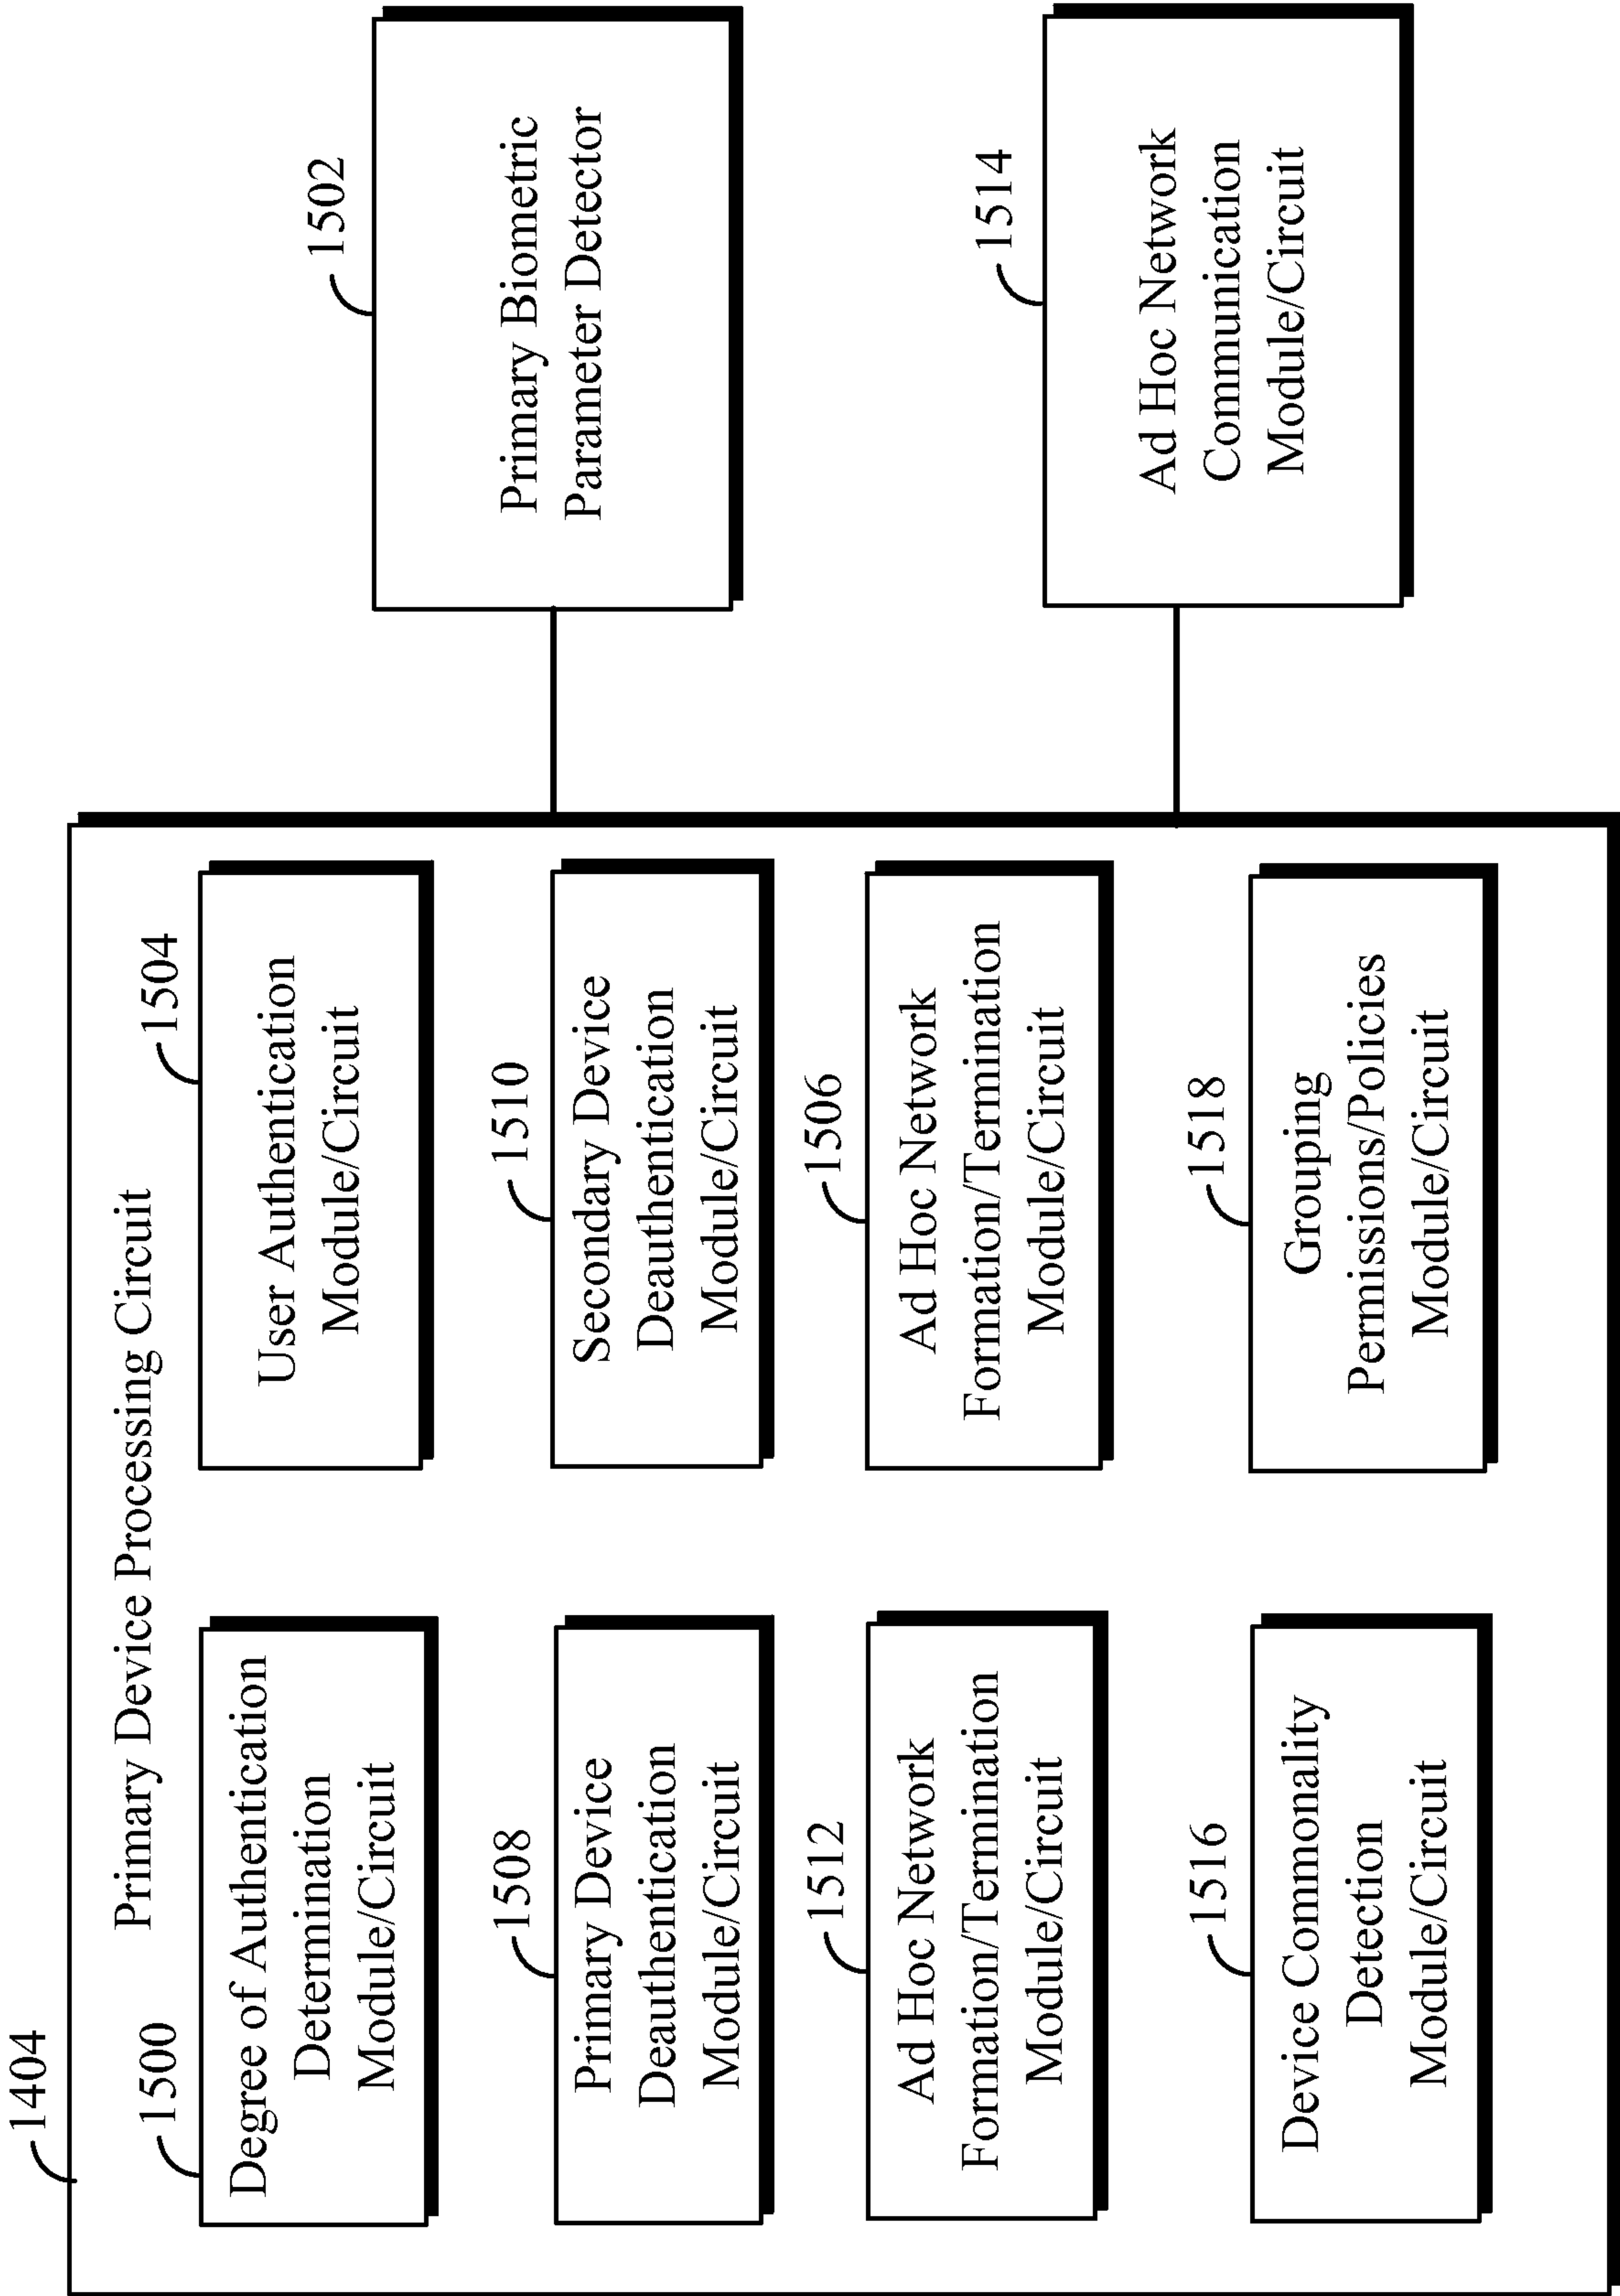 1404
Primary Device Processing Circuit
1500
Degree of Authentication
Determination
Module/Circuit
1504
User Authentication
Module/Circuit
1508
Primary Device
Deauthentication
Module/Circuit
1510
Secondary Device
Deauthentication
Module/Circuit
1512
Ad Hoc Network
Formation/Termination
Module/Circuit
1506
Ad Hoc Network
Formation/Termination
Module/Circuit
1516
Device Commonality
Detection
Module/Circuit
1518
Grouping
Permissions/Policies
Module/Circuit
1502
Primary Biometric
Parameter Detector
1514
Ad Hoc Network
Communication
Module/Circuit